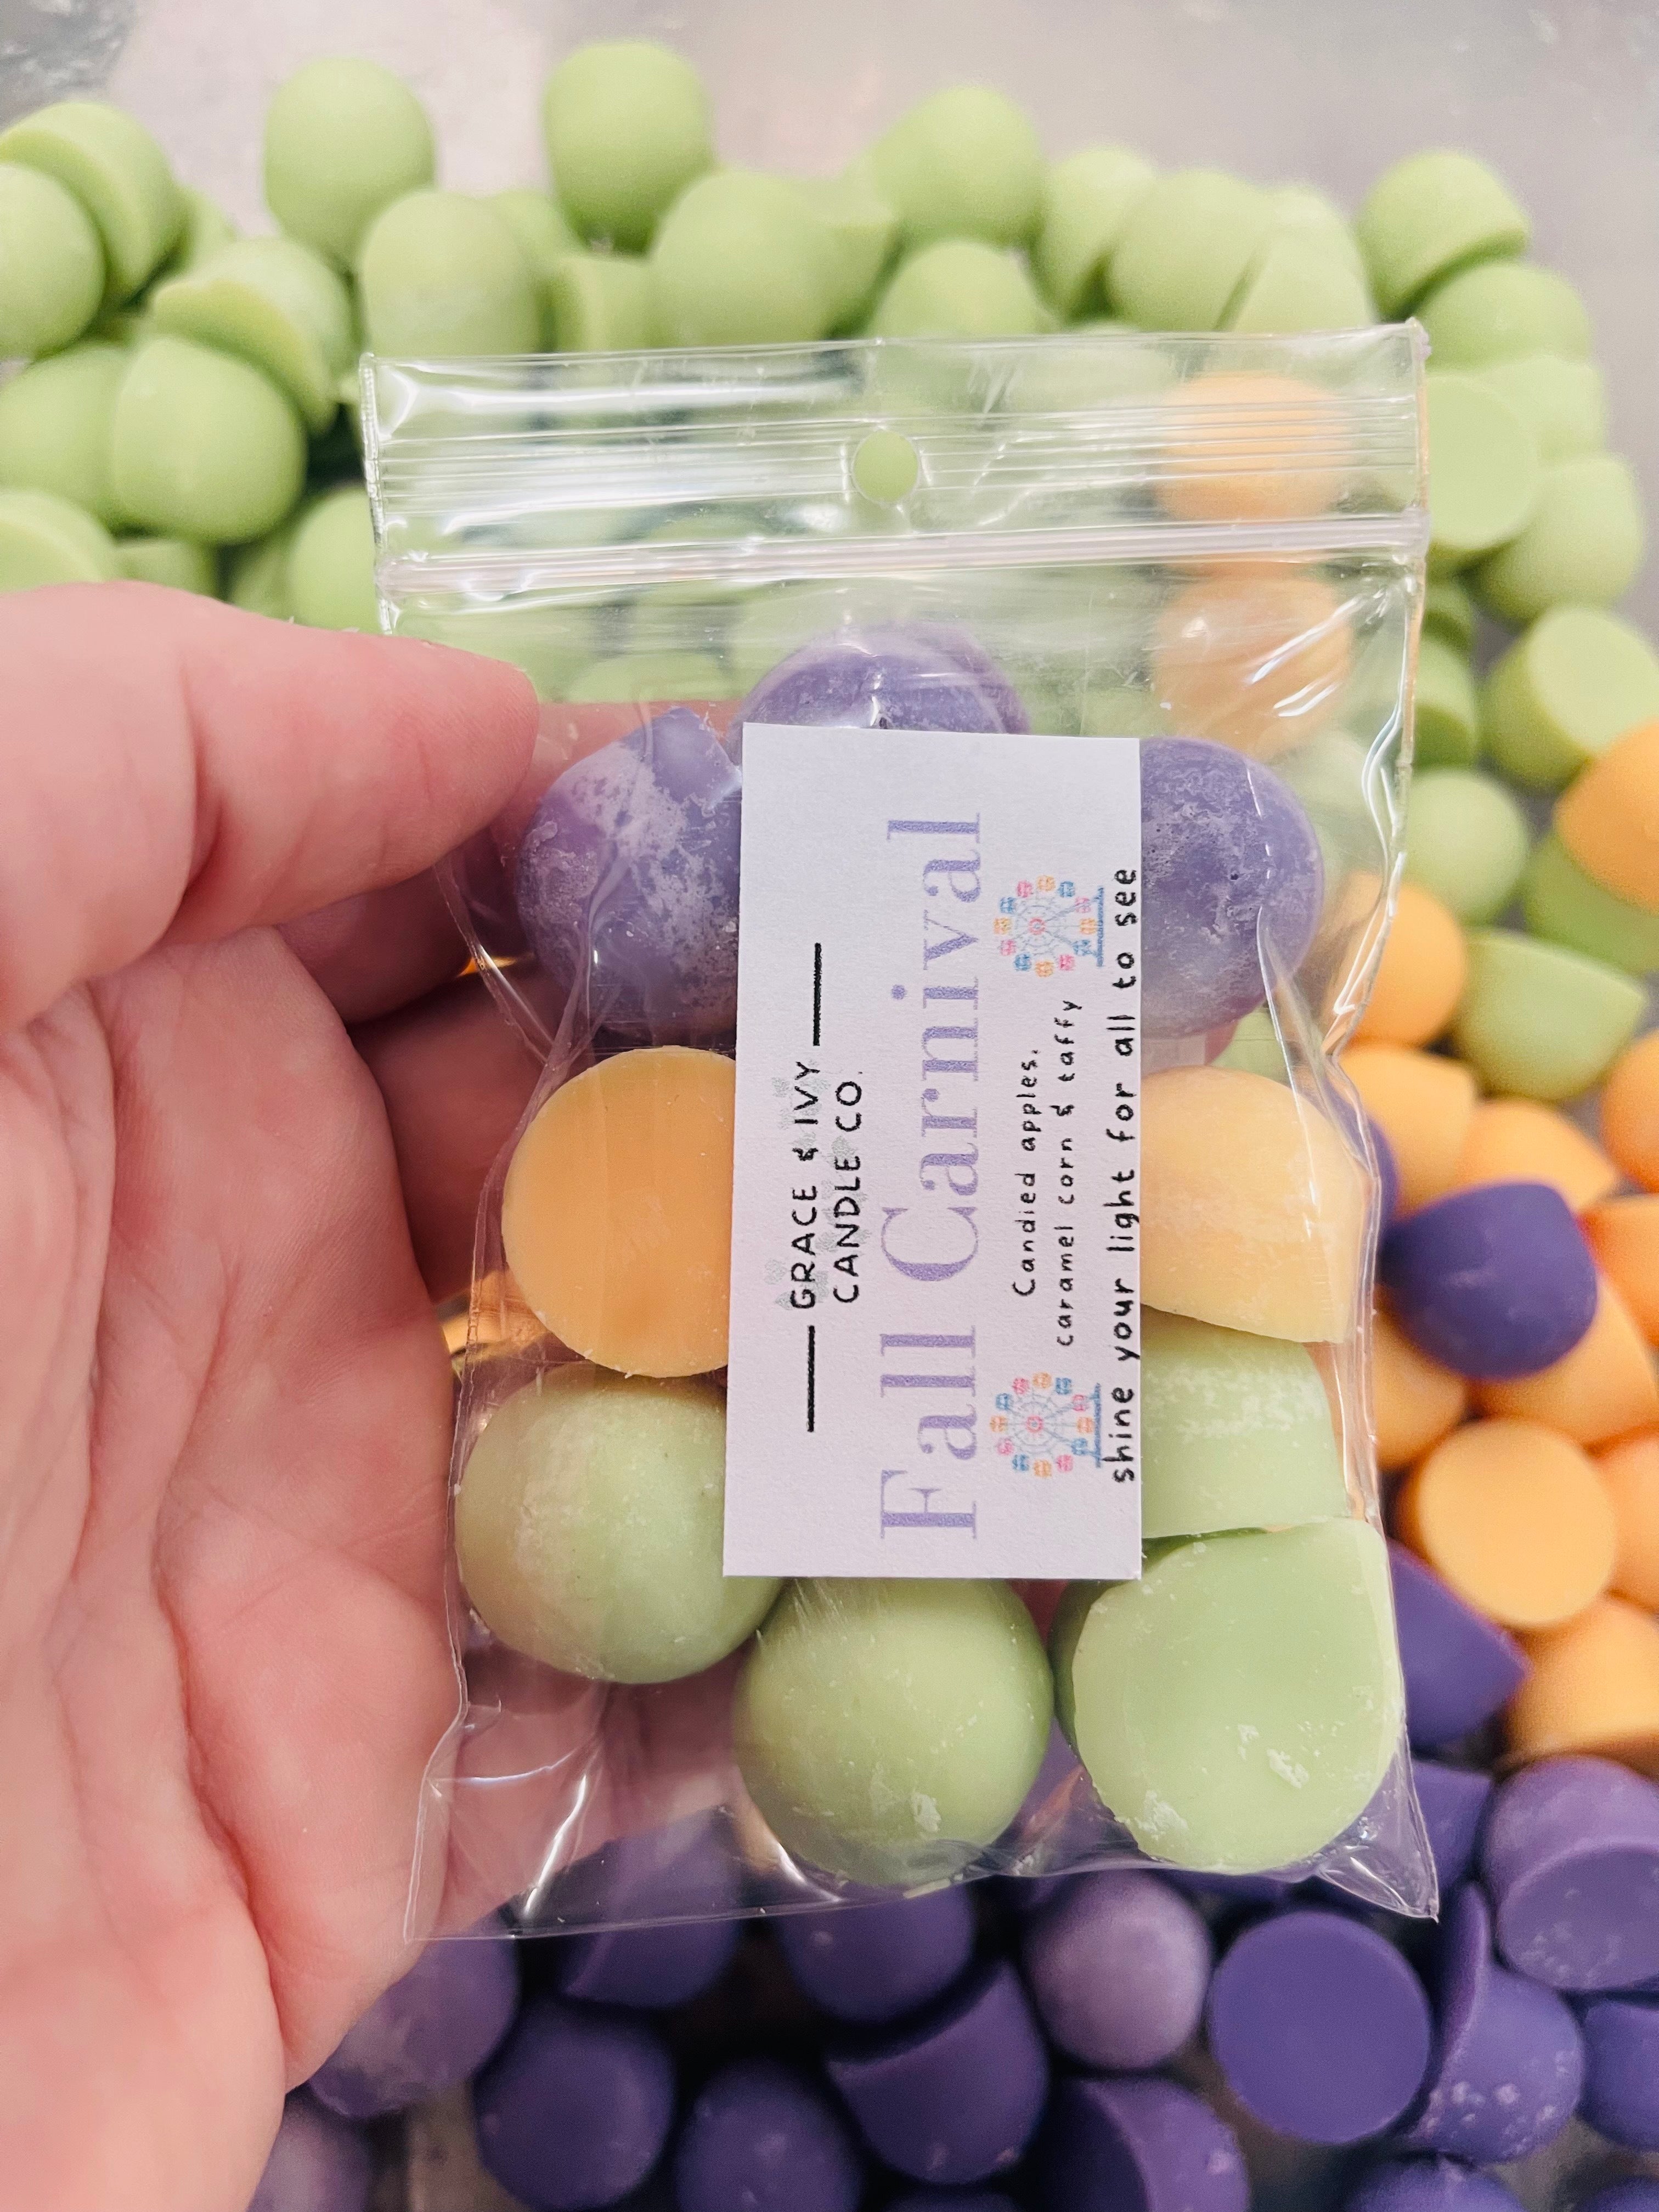 GRACE & IVY
CANDLE CO.
Fall Carnival
Candied apples,
caramel corn & taffy
shine your light for all to see